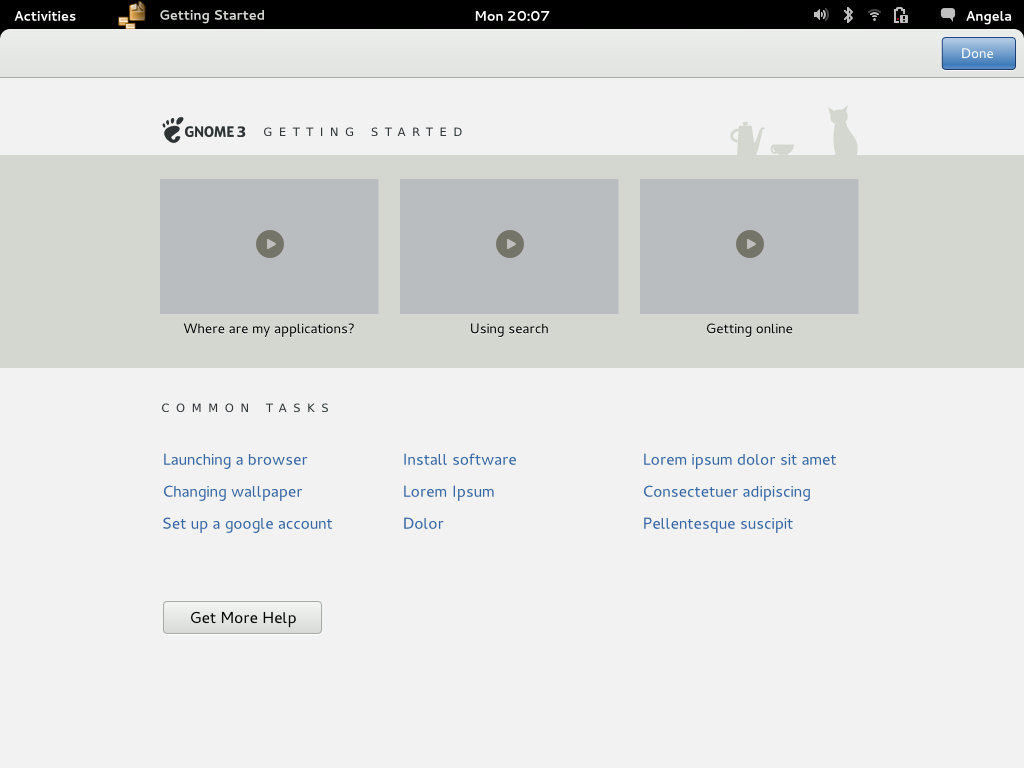 Activities Getting Started Mon 20:07 Angela
Done
GNOME 3 GETTING STARTED
Where are my applications? Using search Getting online
COMMON TASKS
Launching a browser Install software Lorem ipsum dolor sit amet
Changing wallpaper Lorem Ipsum Consectetuer adipiscing
Set up a google account Dolor Pellentesque suscipit
Get More Help